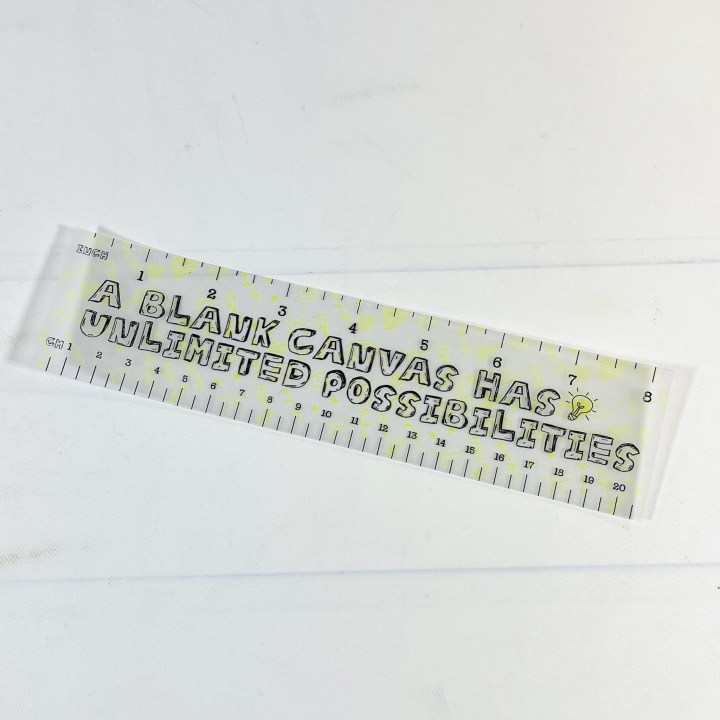 INCH
1 2 3 4 5 6 7 8
A BLANK CANVAS HAS
UNLIMITED POSSIBILITIES
CM 1 2 3 4 5 6 7 8 9 10 11 12 13 14 15 16 17 18 19 20